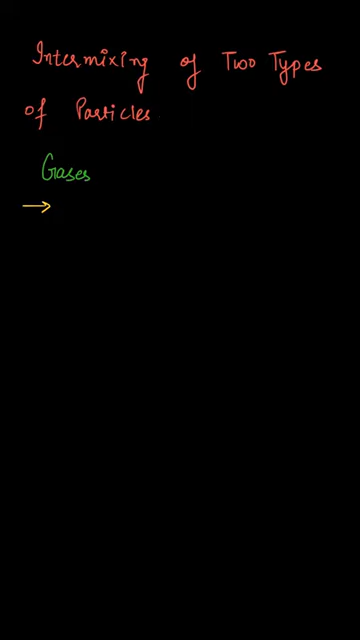 Intermixing of Two Types
of Particles
Gases
→